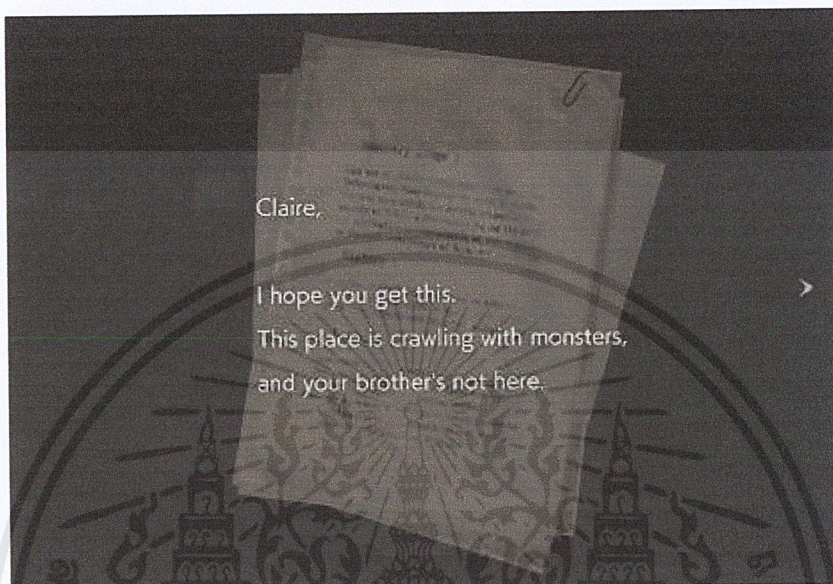 Claire,
I hope you get this.
This place is crawling with monsters,
and your brother's not here.